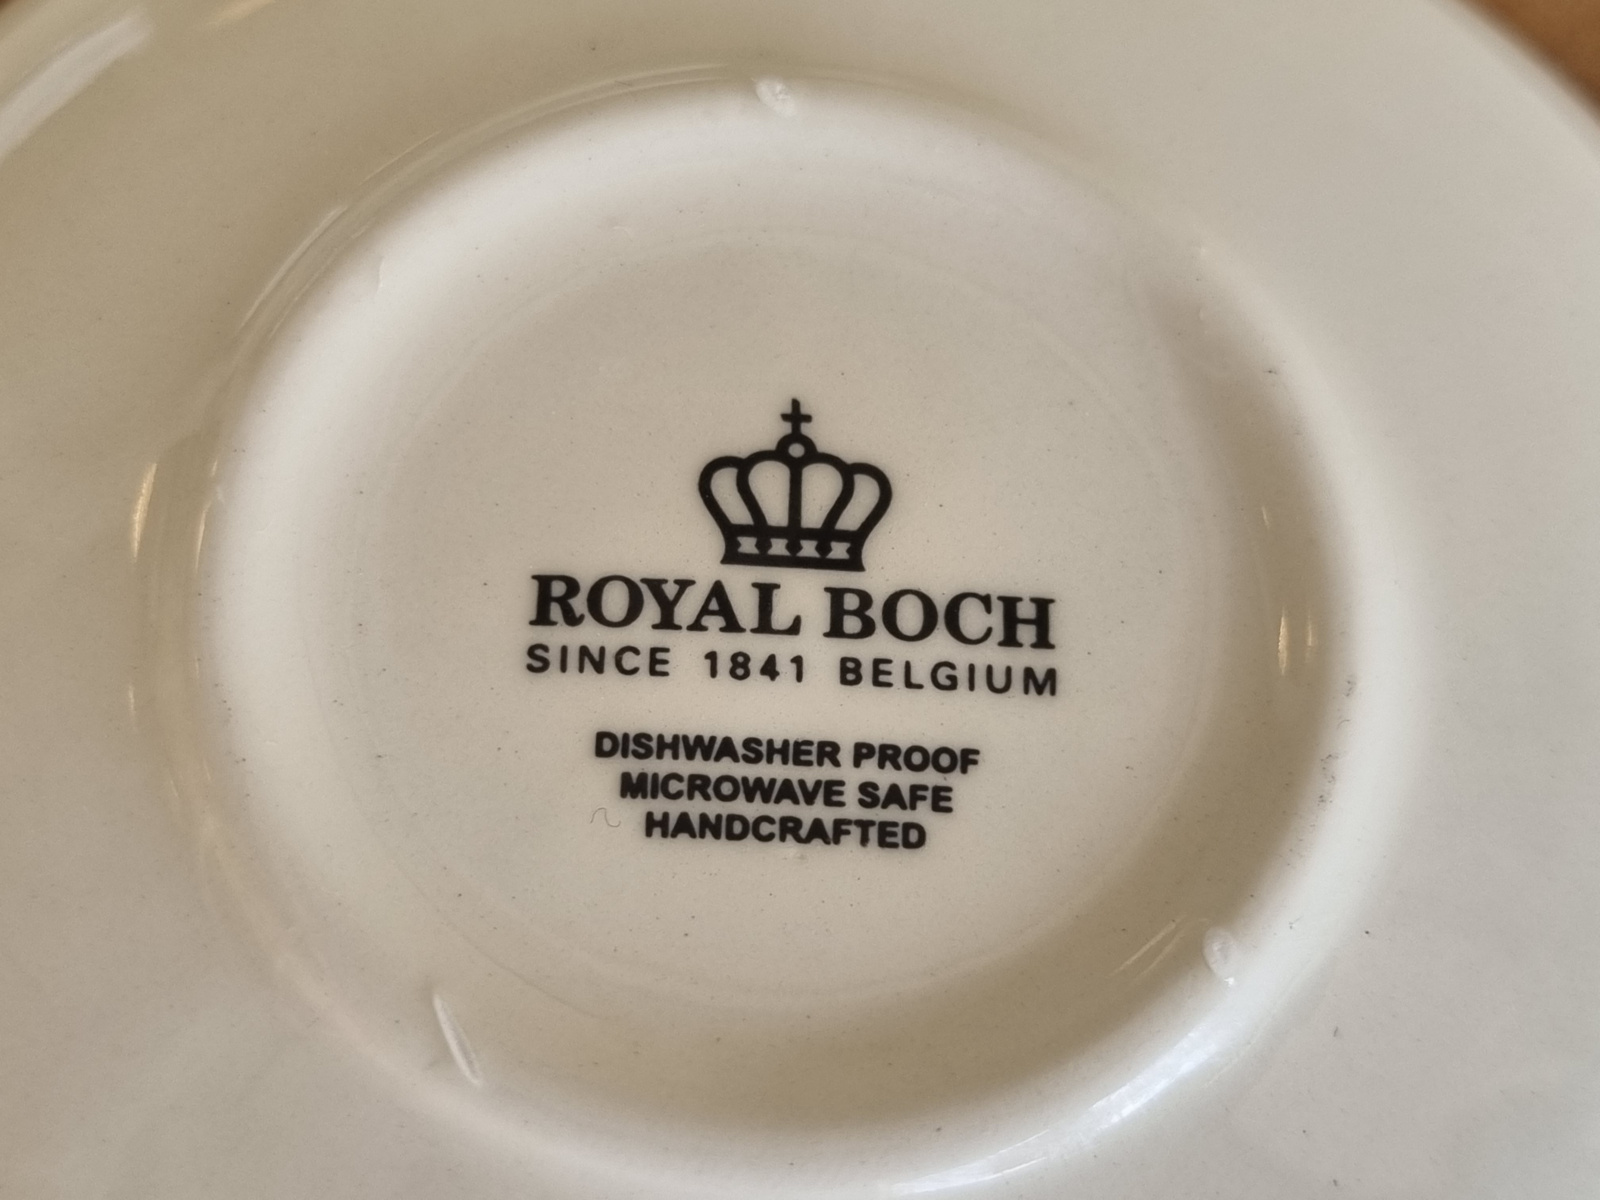 ROYAL BOCH
SINCE 1841 BELGIUM
DISHWASHER PROOF
MICROWAVE SAFE
HANDCRAFTED